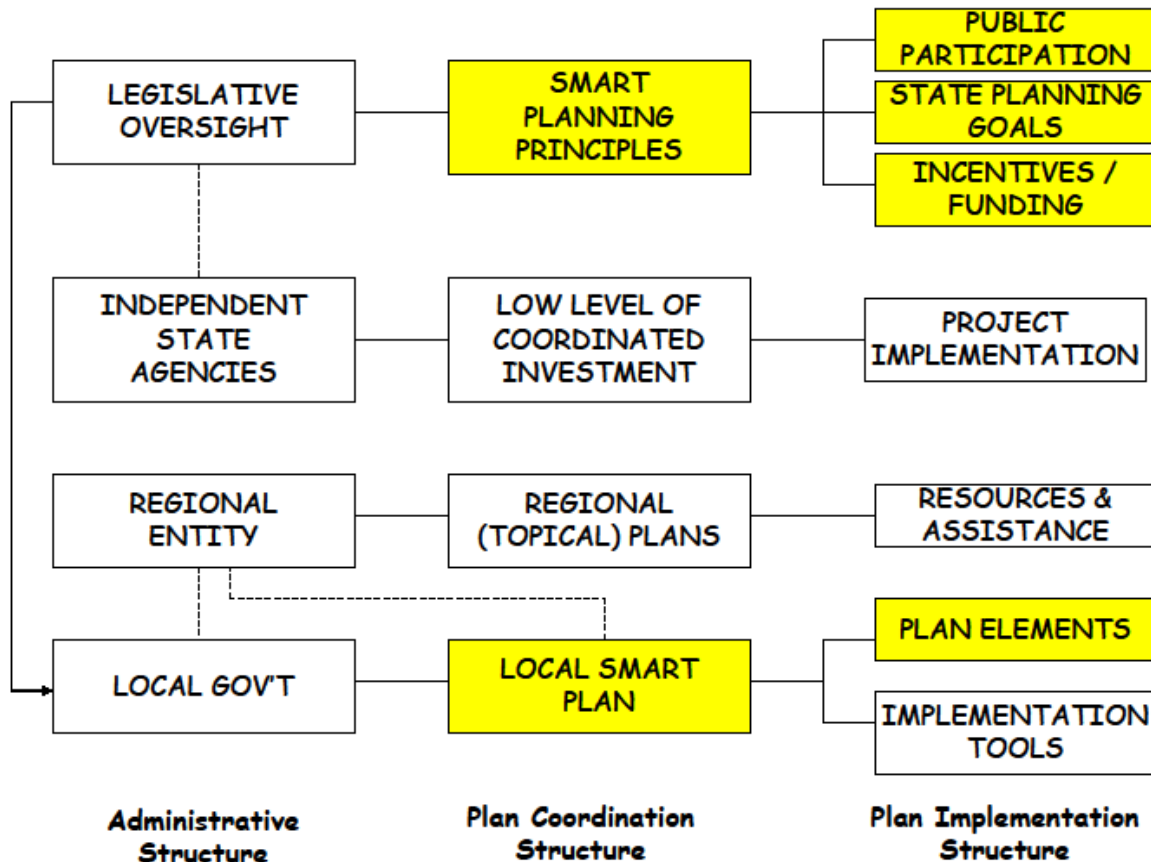 PUBLIC
PARTICIPATION
LEGISLATIVE
OVERSIGHT
SMART
PLANNING
PRINCIPLES
STATE PLANNING
GOALS
INCENTIVES /
FUNDING
INDEPENDENT
STATE
AGENCIES
LOW LEVEL OF
COORDINATED
INVESTMENT
PROJECT
IMPLEMENTATION
REGIONAL
ENTITY
REGIONAL
(TOPICAL) PLANS
RESOURCES &
ASSISTANCE
LOCAL GOV'T
LOCAL SMART
PLAN
PLAN ELEMENTS
IMPLEMENTATION
TOOLS
Administrative
Structure
Plan Coordination
Structure
Plan Implementation
Structure